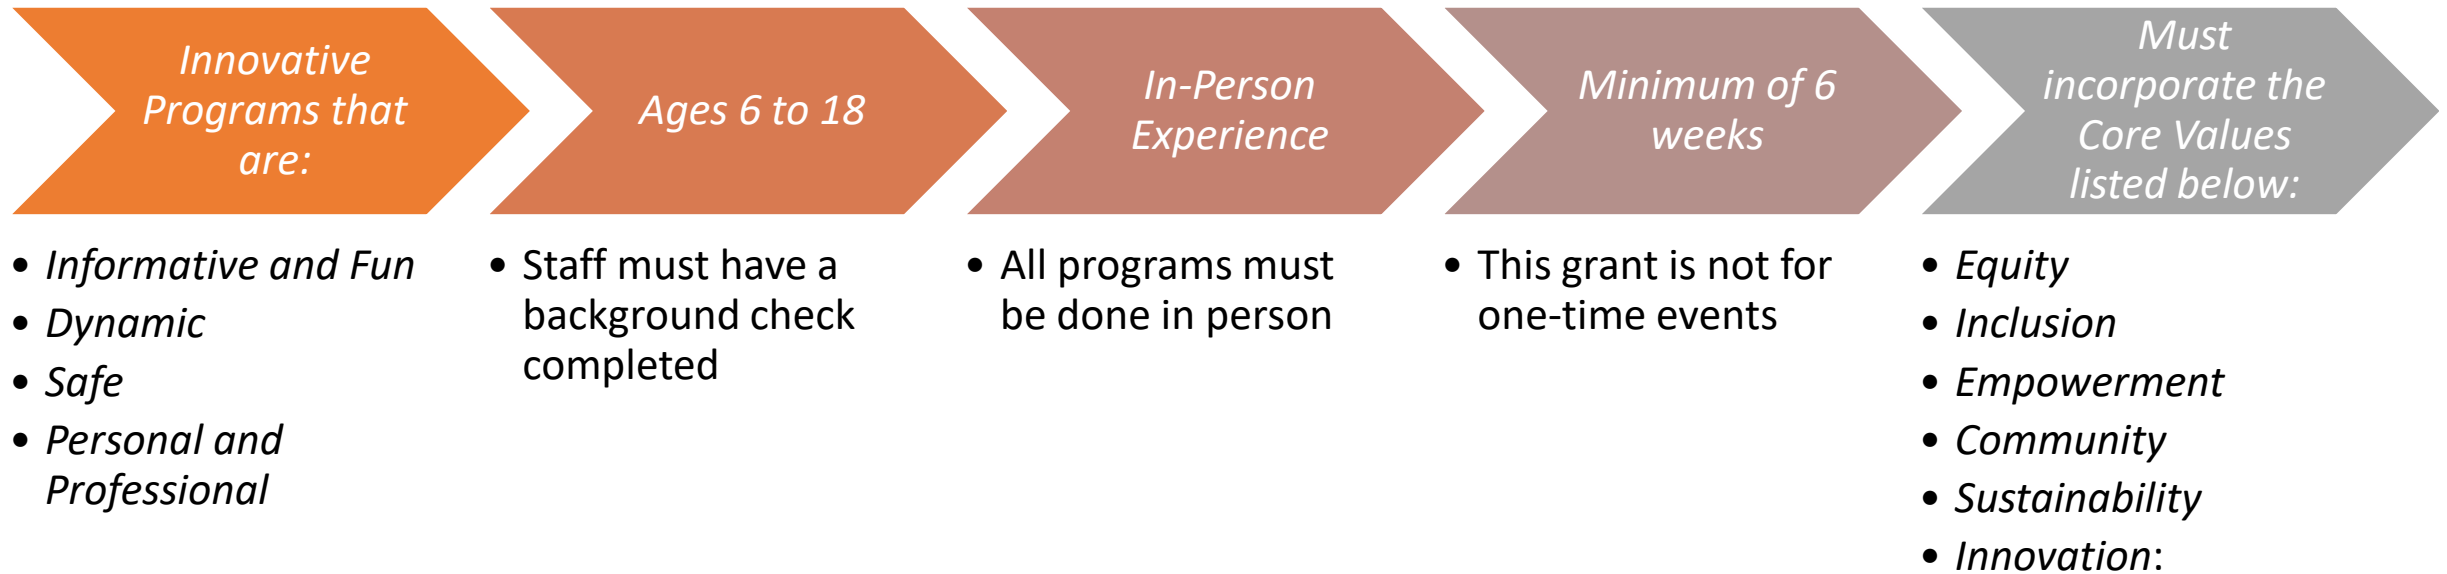 Innovative
Programs that
are:
• Informative and Fun
• Dynamic
• Safe
• Personal and
Professional
Ages 6 to 18
• Staff must have a
background check
completed
In-Person
Experience
• All programs must
be done in person
Minimum of 6
weeks
• This grant is not for
one-time events
Must
incorporate the
Core Values
listed below:
• Equity
• Inclusion
• Empowerment
• Community
• Sustainability
• Innovation: